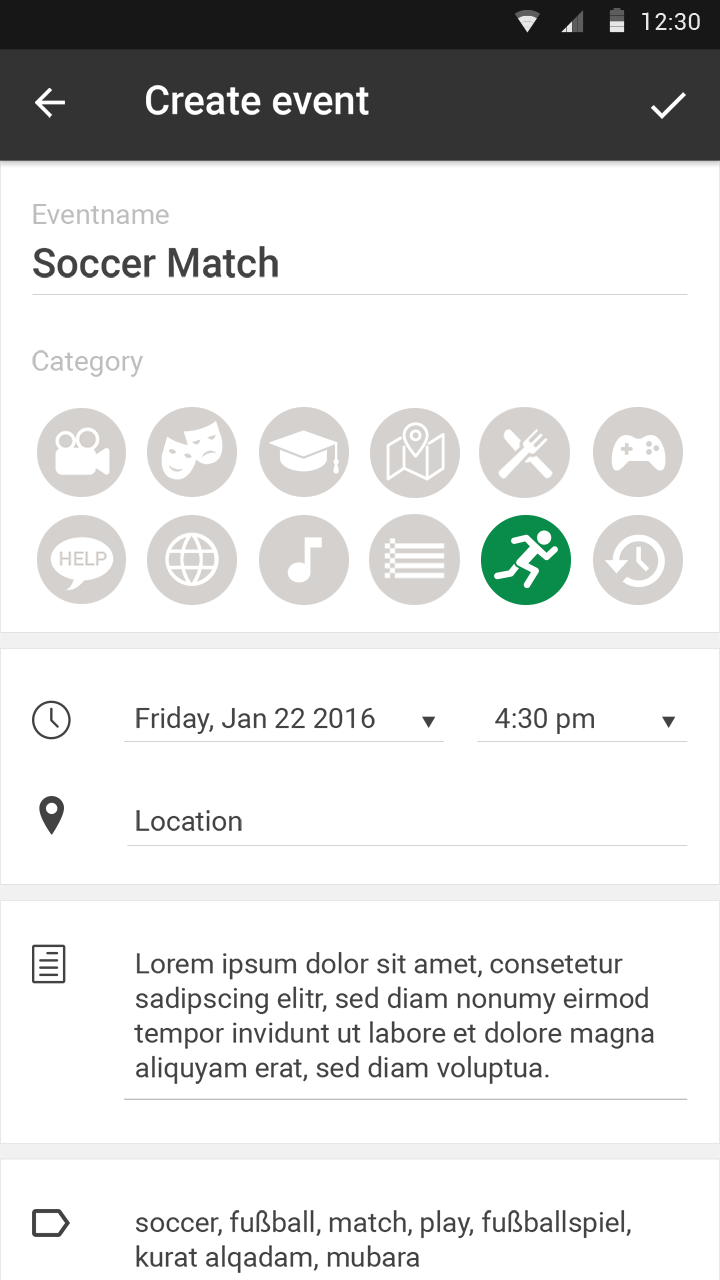 12:30
Create event
Eventname
Soccer Match
Category
HELP
Friday, Jan 22 2016
4:30 pm
Location
Lorem ipsum dolor sit amet, consetetur
sadipscing elitr, sed diam nonumy eirmod
tempor invidunt ut labore et dolore magna
aliquyam erat, sed diam voluptua.
soccer, fußball, match, play, fußballspiel,
kurat alqadam, mubara